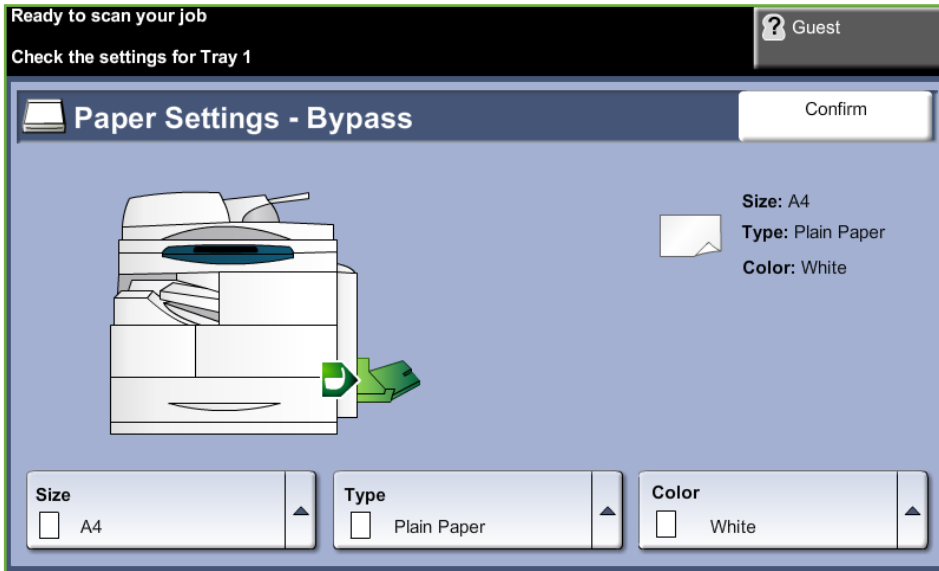 Ready to scan your job
Guest
Check the settings for Tray 1
Paper Settings - Bypass
Confirm
Size: A4
Type: Plain Paper
Color: White
Size
A4
Type
Plain Paper
Color
White